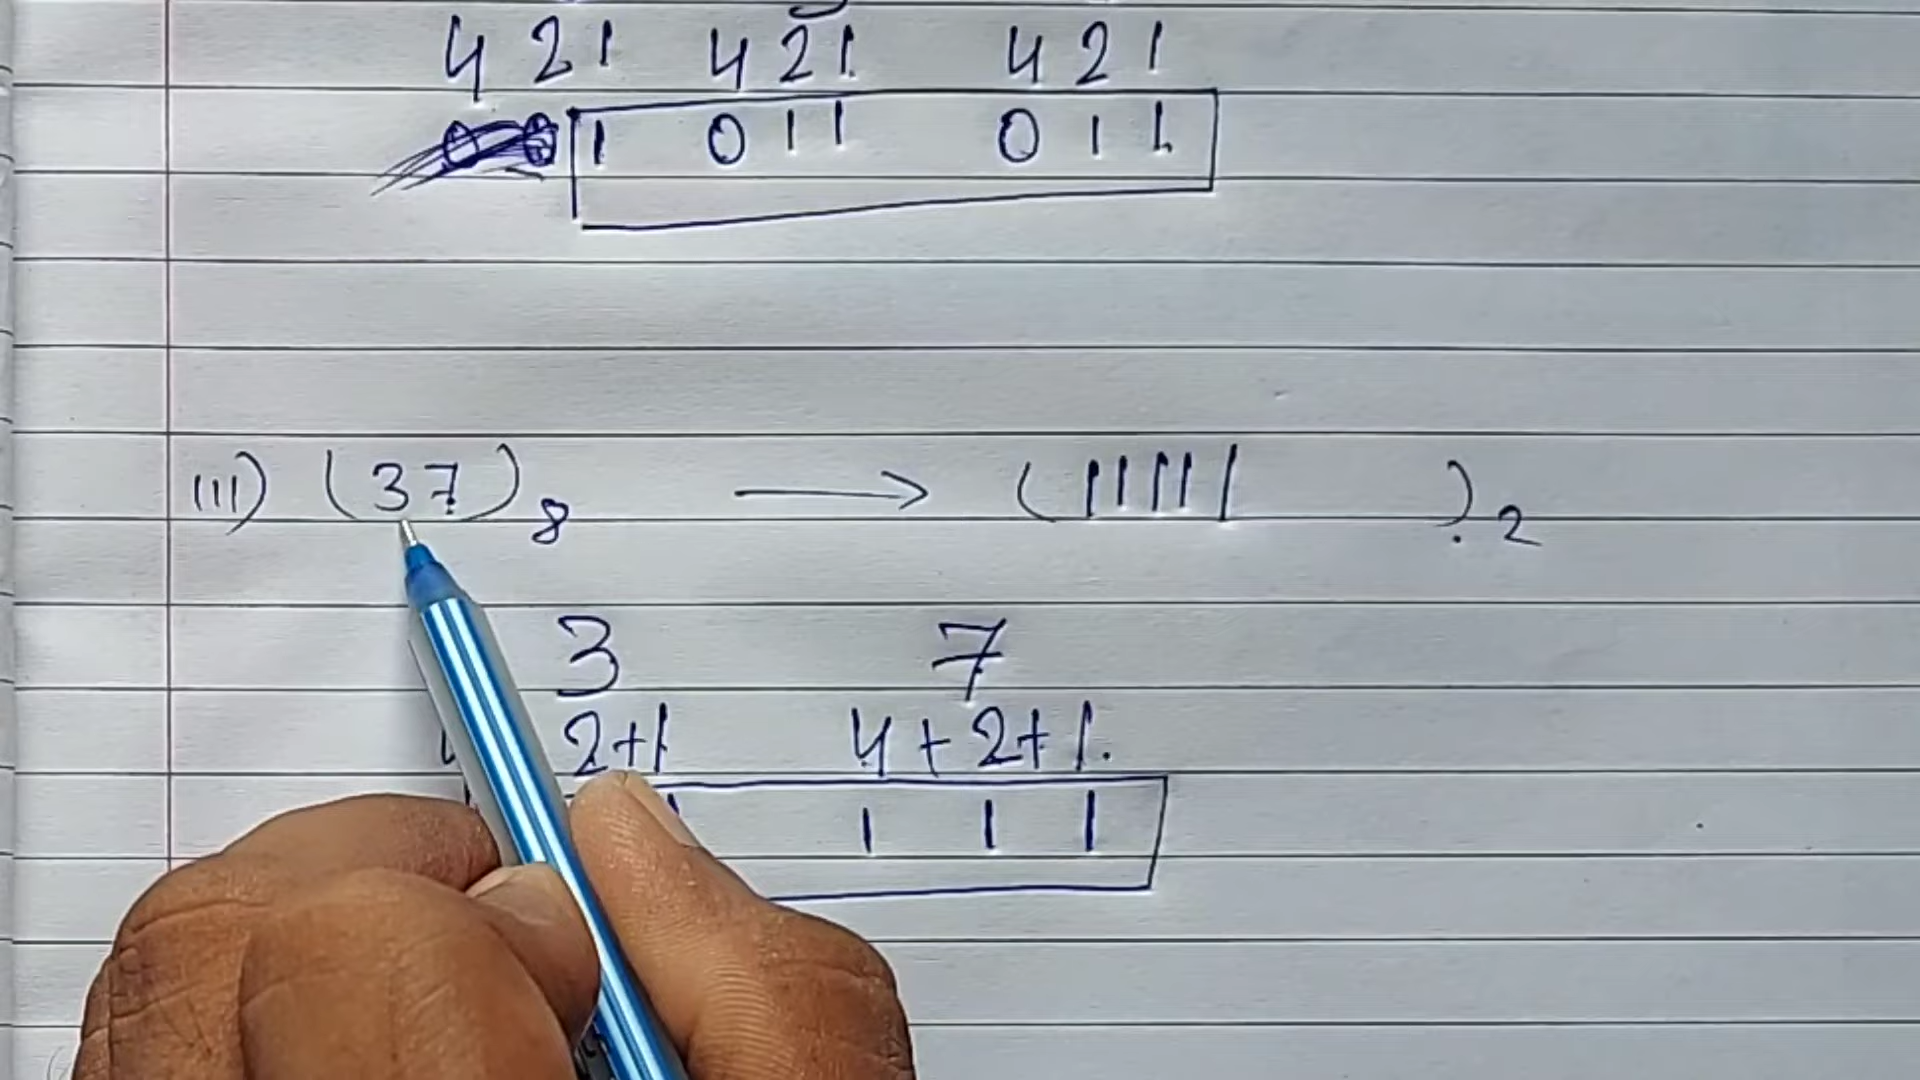 4 2 1 4 2 1 4 2 1
1 0 1 1 0 1 1
III) (37)8 → (11111 )2
3 7
2+1 4+2+1.
1 1 1